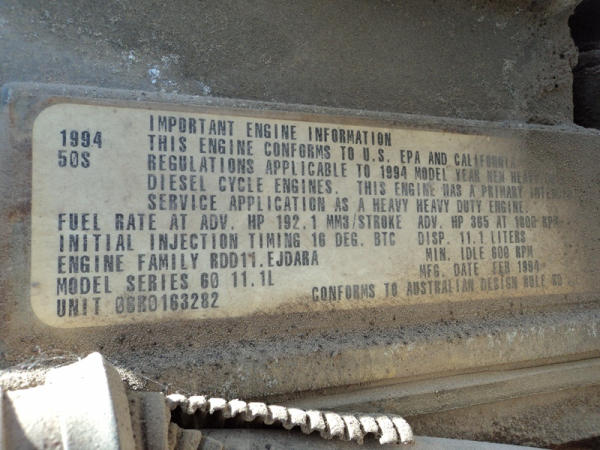 IMPORTANT ENGINE INFORMATION
1994 THIS ENGINE CONFORMS TO U.S. EPA AND CALIFORNIA
50S REGULATIONS APPLICABLE TO 1994 MODEL YEAR NEW HEAVY
DIESEL CYCLE ENGINES. THIS ENGINE HAS A PRIMARY
SERVICE APPLICATION AS A HEAVY HEAVY DUTY ENGINE.
FUEL RATE AT ADV. HP 192.1 MM3/STROKE ADV. HP 365 AT 1800 RPM
INITIAL INJECTION TIMING 16 DEG. BTC DISP. 11.1 LITERS
ENGINE FAMILY RDD11.EJDARA MIN. IDLE 600 RPM
MODEL SERIES 60 11.1L MFG. DATE FEB 1994
UNIT 06R0163282 CONFORMS TO AUSTRALIAN DESIGN RULE